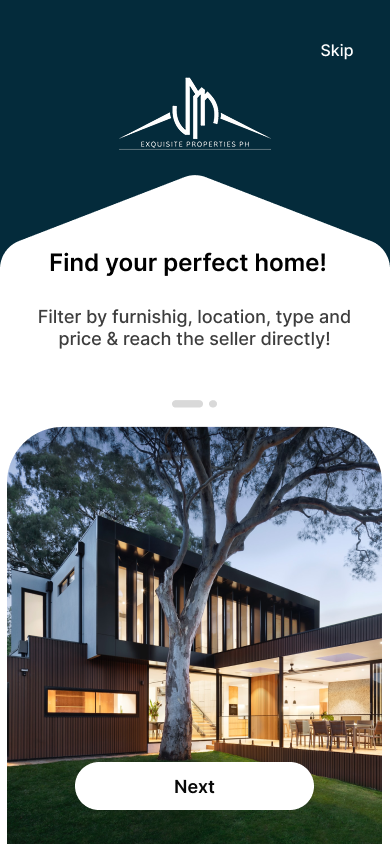 Skip
JM
EXQUISITE PROPERTIES PH
Find your perfect home!
Filter by furnishig, location, type and
price & reach the seller directly!
Next